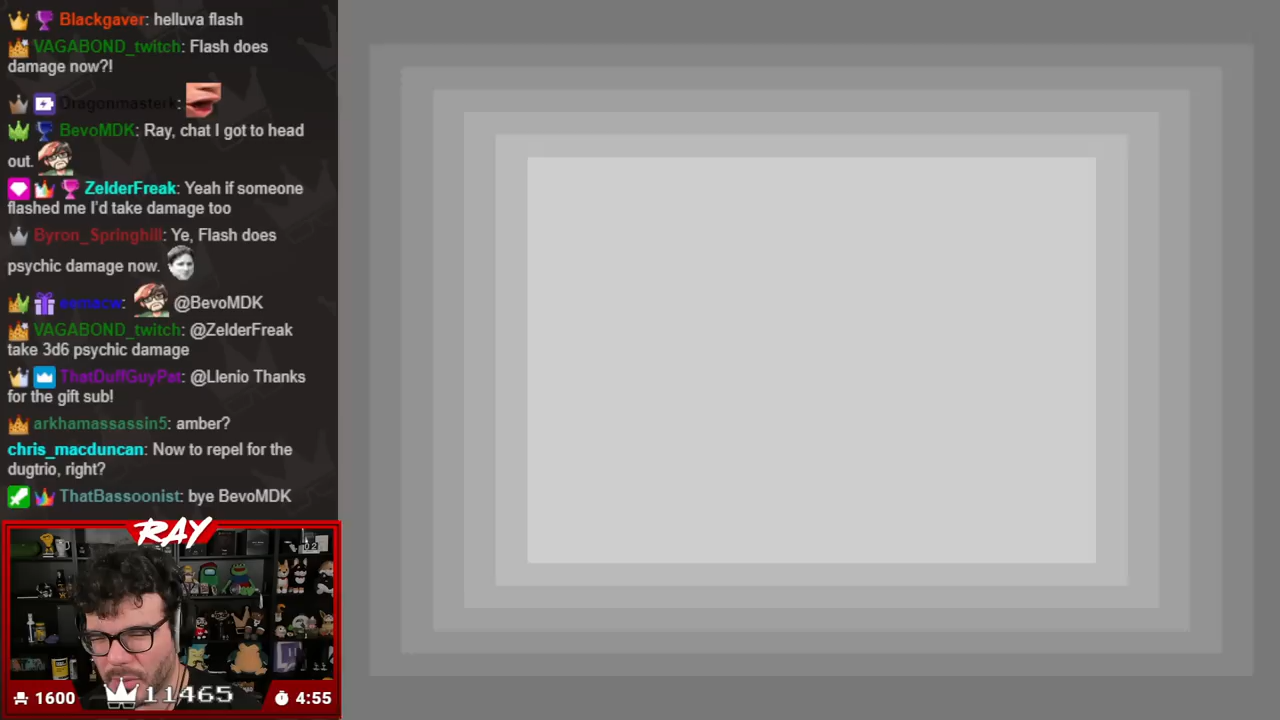 Blackgaver: helluva flash
VAGABOND_twitch: Flash does
damage now?!
Dragonmasterk:
BevoMDK: Ray, chat I got to head
out.
ZelderFreak: Yeah if someone
flashed me I'd take damage too
Byron_Springhill: Ye, Flash does
psychic damage now.
@BevoMDK
VAGABOND_twitch: @ZelderFreak
take 3d6 psychic damage
ThatDuffGuyPat: @Llenio Thanks
for the gift sub!
arkhamassassin5: amber?
chris_macduncan: Now to repel for the
dugtrio, right?
ThatBassoonist: bye BevoMDK
RAY
1600
11465
4:55